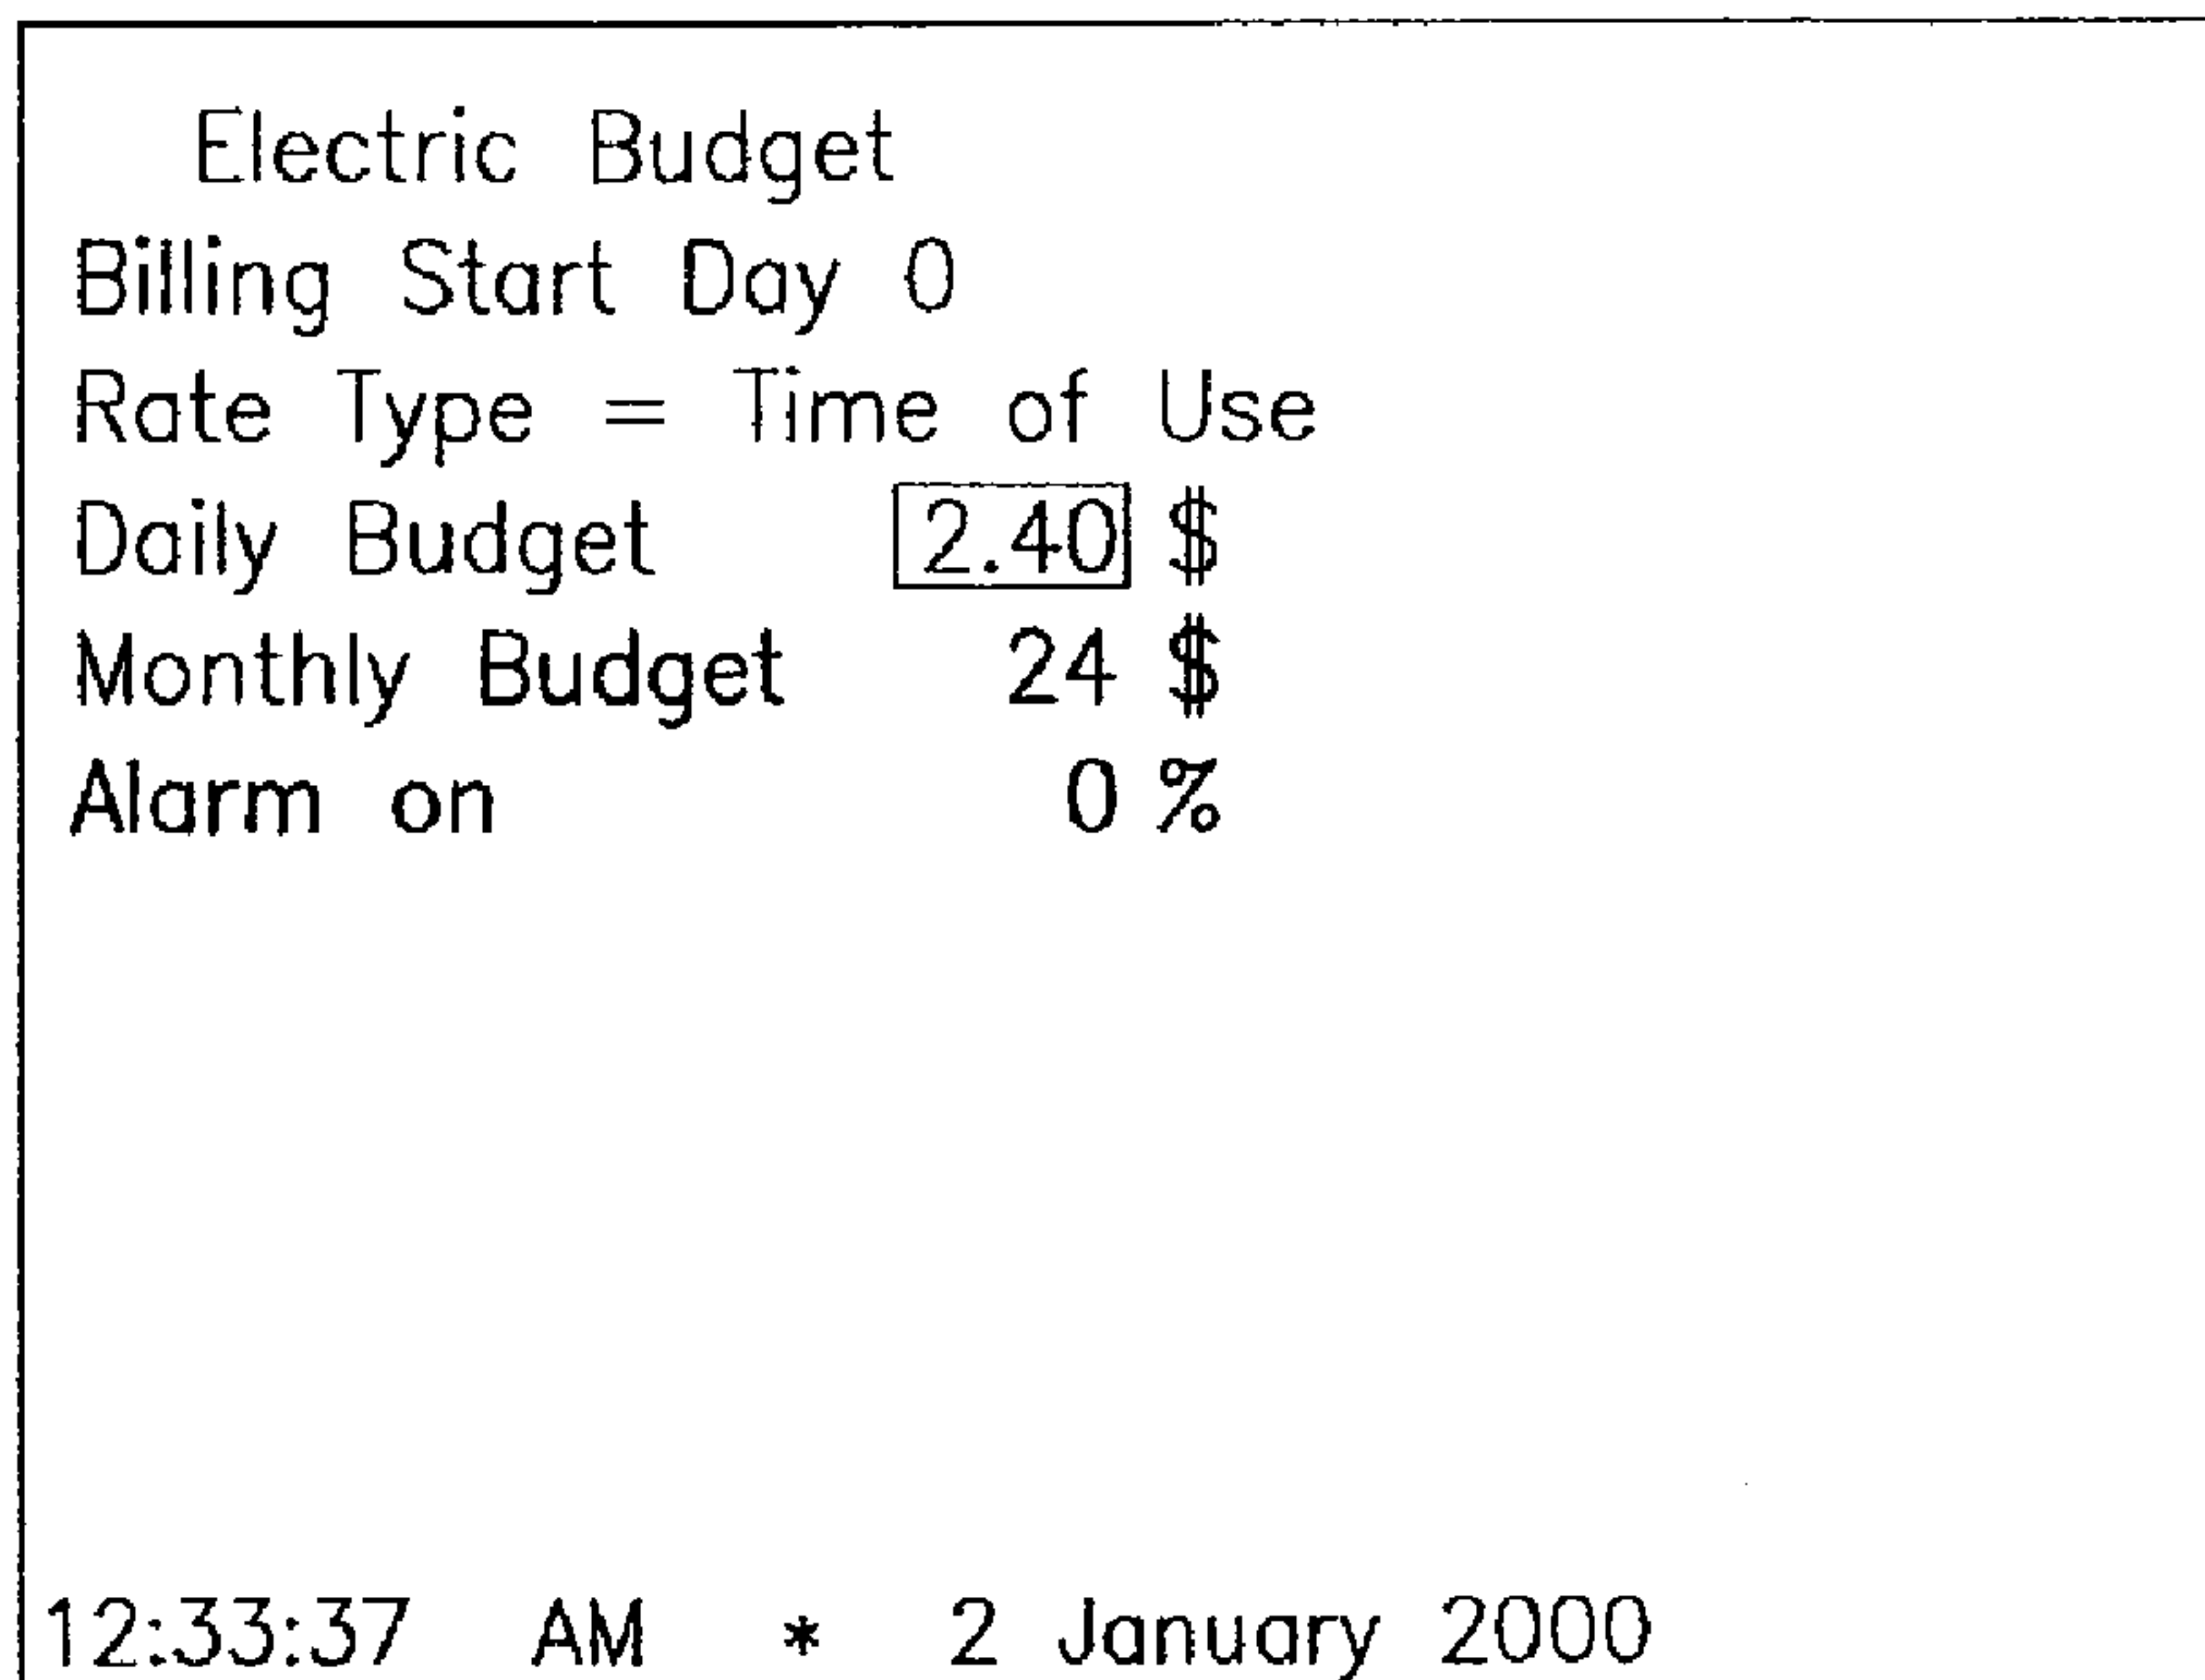 Electric Budget
Billing Start Day 0
Rate Type = Time of Use
Daily Budget 2.40 $
Monthly Budget 24 $
Alarm on 0 %
12:33:37 AM * 2 January 2000